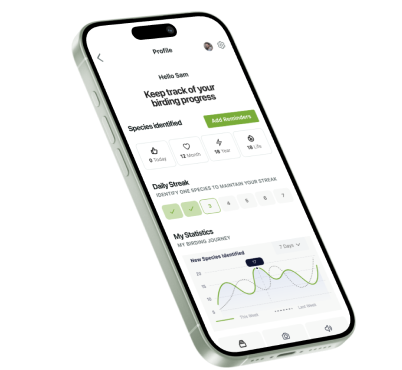 Profile
Hello Sam
Keep track of your
birding progress
Species identified
Add Reminders
0 Today
12 Month
18 Year
18 Life
Daily Streak
IDENTIFY ONE SPECIES TO MAINTAIN YOUR STREAK
3 4 5 6 7
My Statistics
MY BIRDING JOURNEY
New Species Identified
7 Days
This Week
Last Week